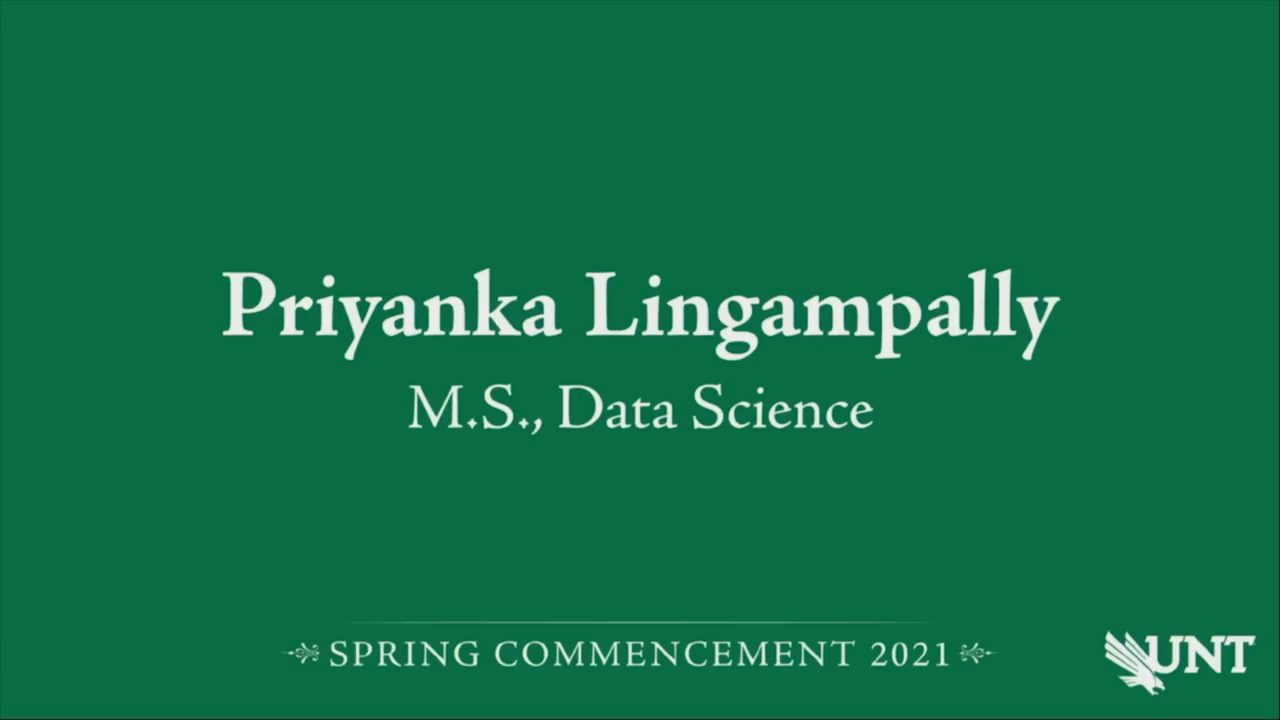 Priyanka Lingampally
M.S., Data Science
SPRING COMMENCEMENT 2021
UNT